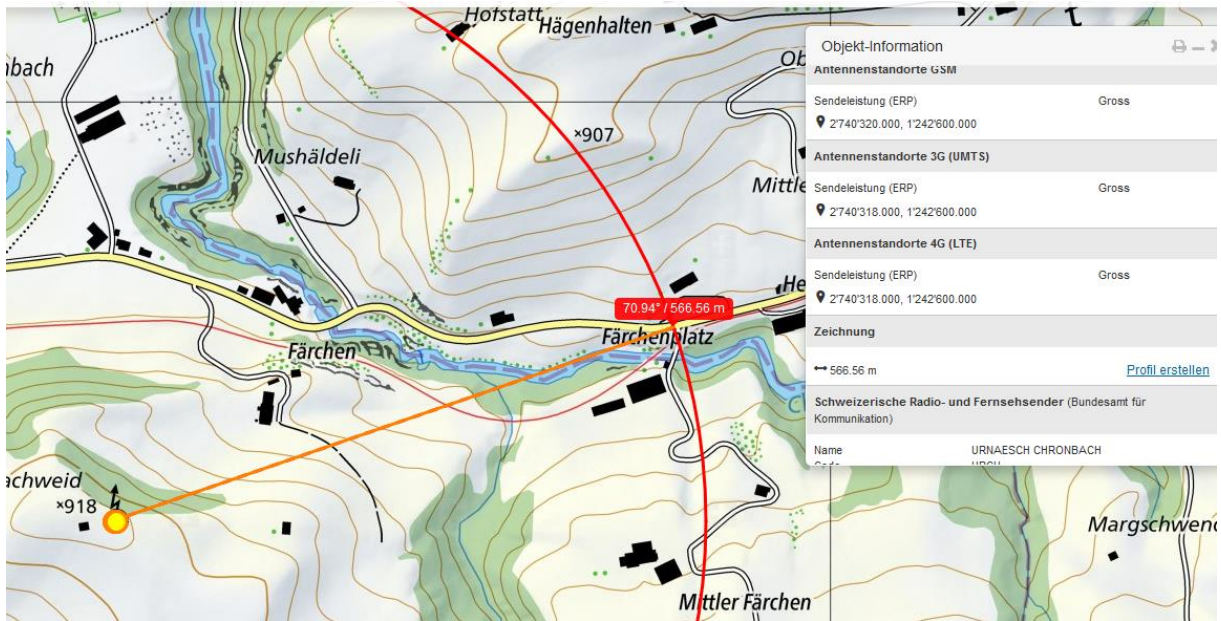 Hofstatt
Hägenhalten
nbach
Ob
×907
Mushäldeli
Mittle
He
70.94° / 566.56 m
Färchenplatz
Färchen
achweid
×918
Margschwend
Mittler Färchen
Objekt-Information
Antennenstandorte GSM
Sendeleistung (ERP) Gross
2'740'320.000, 1'242'600.000
Antennenstandorte 3G (UMTS)
Sendeleistung (ERP) Gross
2'740'318.000, 1'242'600.000
Antennenstandorte 4G (LTE)
Sendeleistung (ERP) Gross
2'740'318.000, 1'242'600.000
Zeichnung
566.56 m Profil erstellen
Schweizerische Radio- und Fernsehsender (Bundesamt für
Kommunikation)
Name URNAESCH CHRONBACH